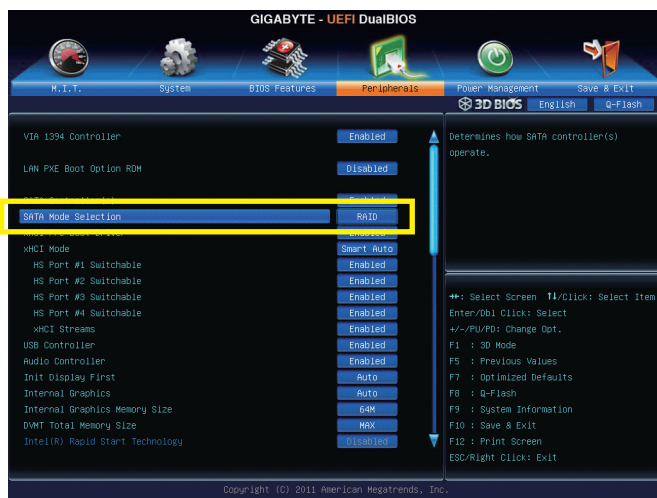 GIGABYTE - UEFI DualBIOS
M.I.T. System BIOS Features Peripherals Power Management Save & Exit
3D BIOS English Q-Flash
VIA 1394 Controller Enabled
LAN PXE Boot Option ROM Disabled
SATA Mode Selection RAID
xHCI Mode Smart Auto
HS Port #1 Switchable Enabled
HS Port #2 Switchable Enabled
HS Port #3 Switchable Enabled
HS Port #4 Switchable Enabled
xHCI Streams Enabled
USB Controller Enabled
Audio Controller Enabled
Init Display First Auto
Internal Graphics Auto
Internal Graphics Memory Size 64M
DVMT Total Memory Size MAX
Intel(R) Rapid Start Technology Disabled
Determines how SATA controller(s)
operate.
→←: Select Screen ↑↓/Click: Select Item
Enter/Dbl Click: Select
+/-/PU/PD: Change Opt.
F1 : 3D Mode
F5 : Previous Values
F7 : Optimized Defaults
F8 : Q-Flash
F9 : System Information
F10 : Save & Exit
F12 : Print Screen
ESC/Right Click: Exit
Copyright (C) 2011 American Megatrends, Inc.